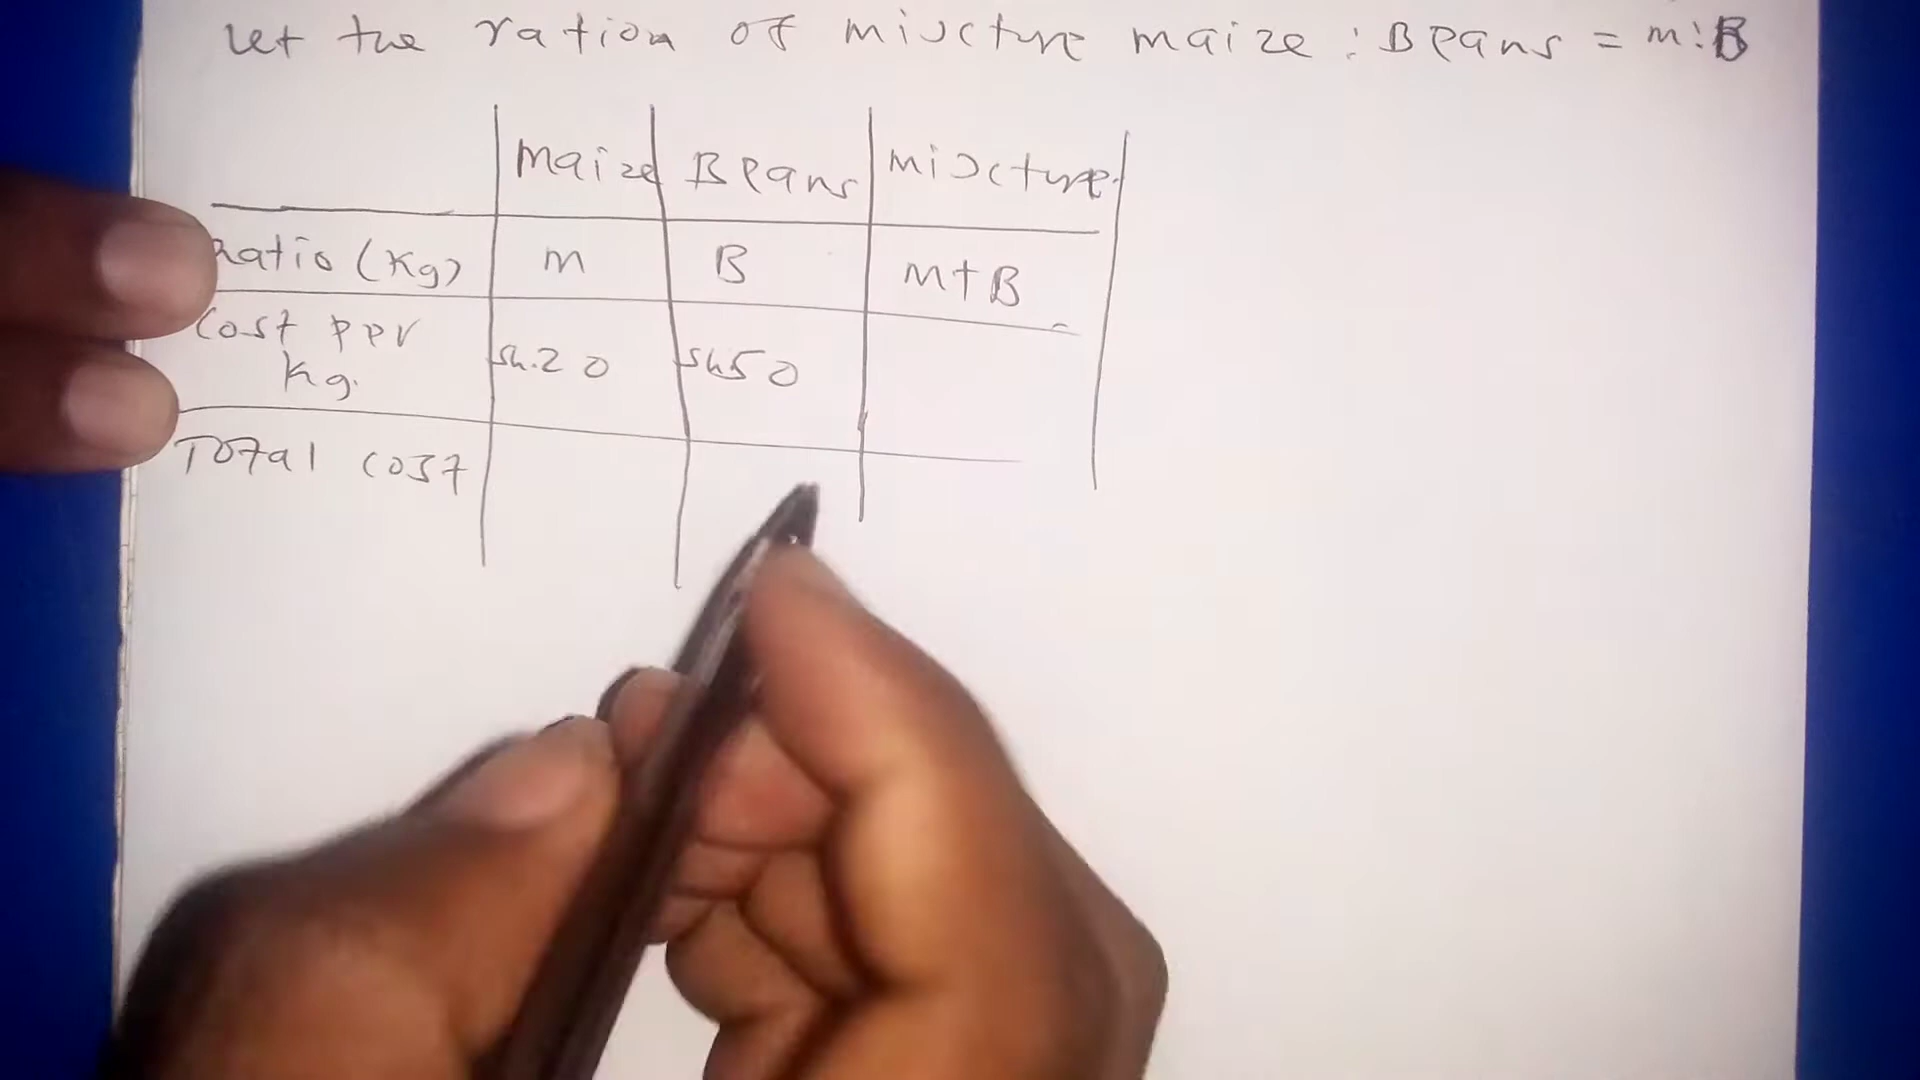 Let the ration of mixture maize : Beans = m:B
maize Beans mixture.
Ratio (Kg) m B m+B
Cost per
Kg. sh.20 sh50
Total cost